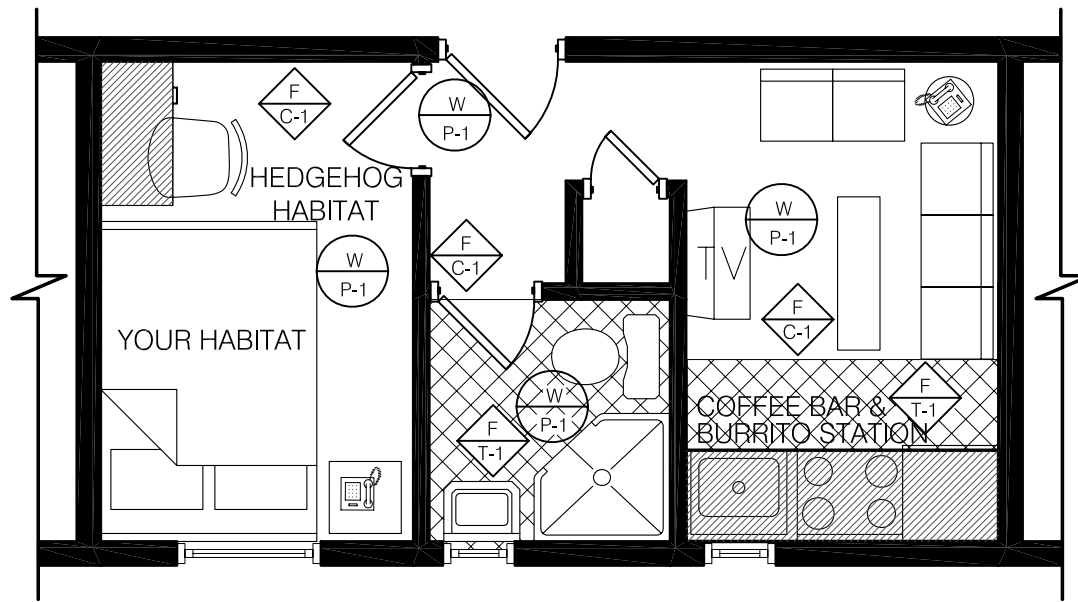 F
C-1
W
P-1
HEDGEHOG
HABITAT
W
P-1
F
C-1
W
P-1
TV
F
C-1
YOUR HABITAT
W
P-1
F
T-1
F
T-1
COFFEE BAR &
BURRITO STATION